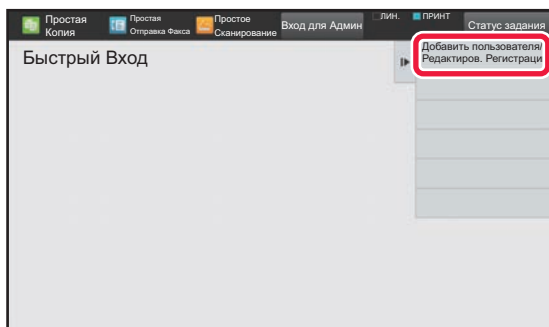 Простая
Копия
Простая
Отправка Факса
Простое
Сканирование
Вход для Админ
ЛИН.
ПРИНТ
Статус задания
Быстрый Вход
Добавить пользователя/
Редактиров. Регистраци